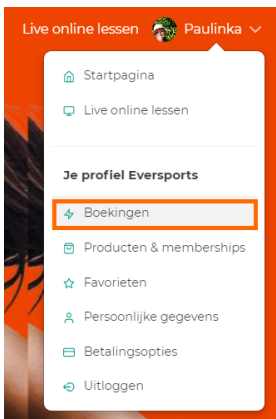 Live online lessen Paulinka
Startpagina
Live online lessen
Je profiel Eversports
Boekingen
Producten & memberships
Favorieten
Persoonlijke gegevens
Betalingsopties
Uitloggen